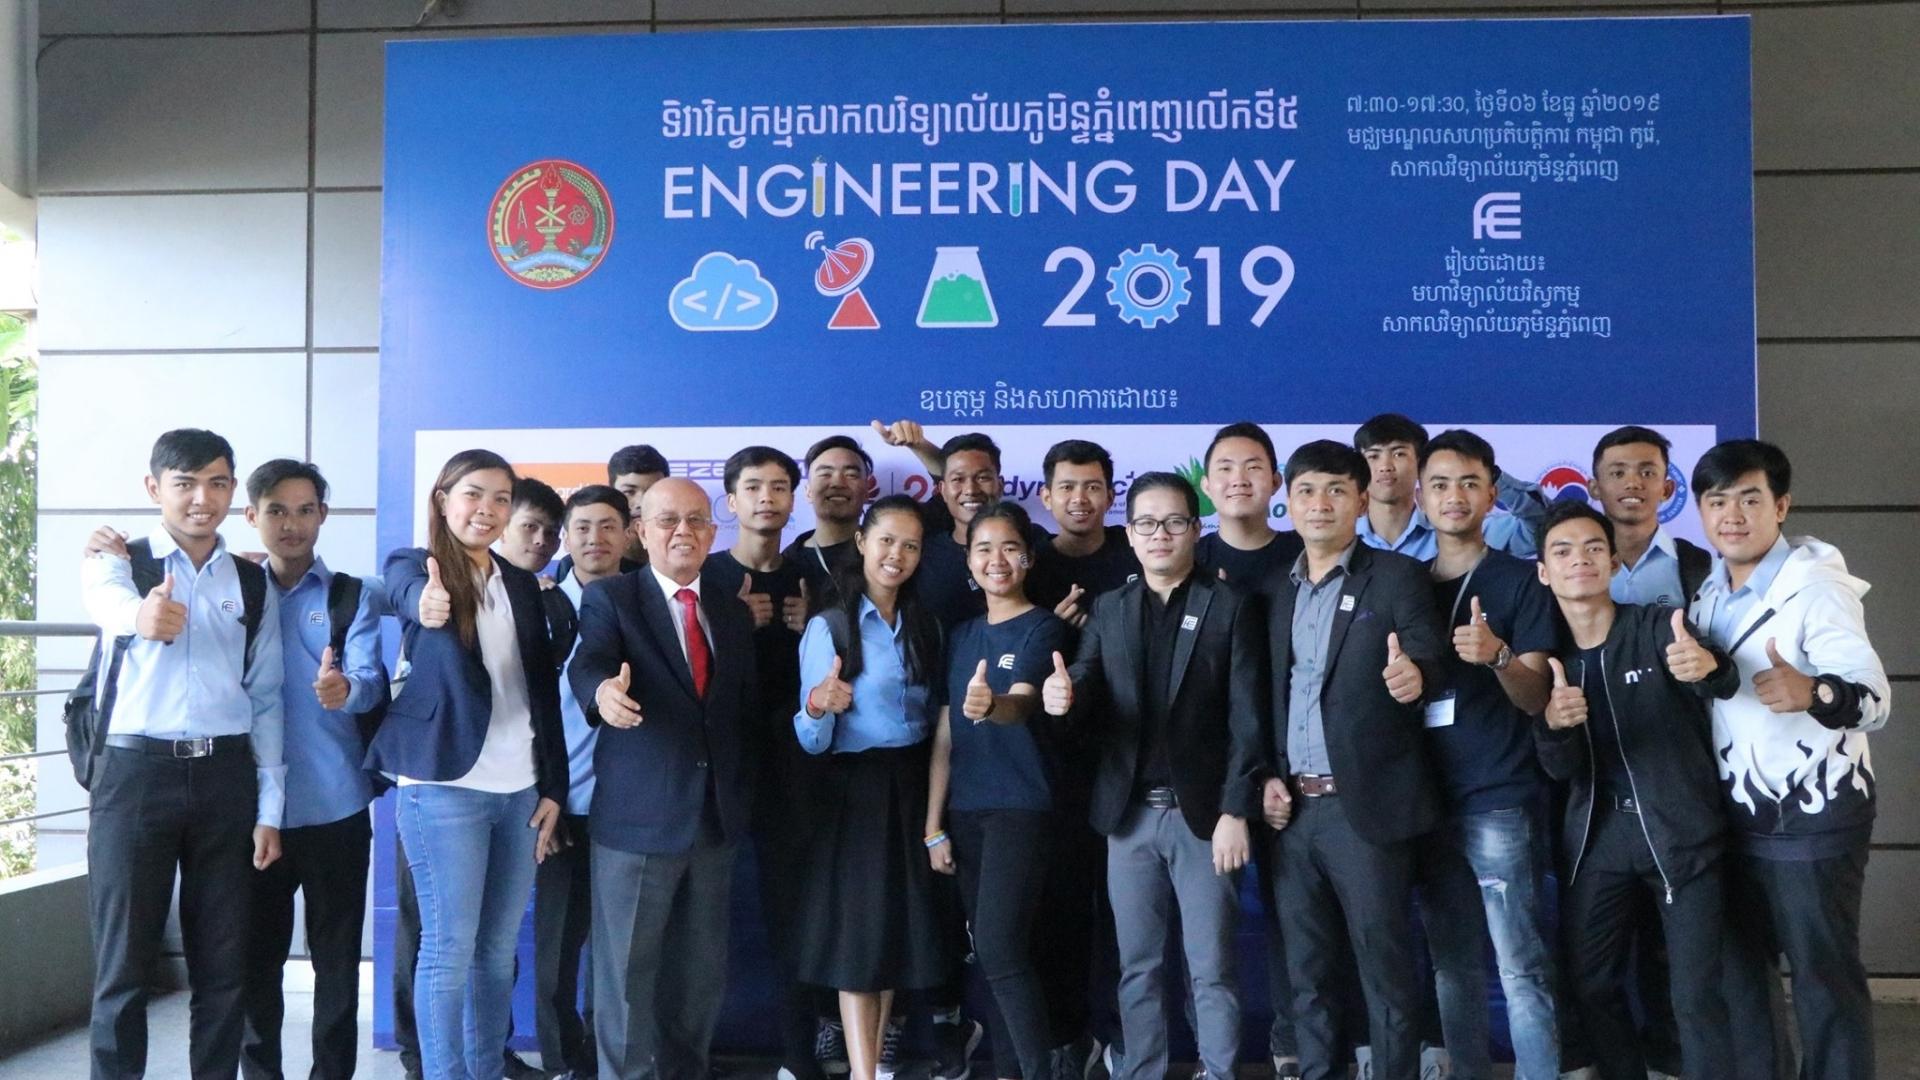 ទិវាវិស្វកម្មសាកលវិទ្យាល័យភូមិន្ទភ្នំពេញលើកទី៥
ENGINEERING DAY
</>
2019
៧:៣០-១៧:៣០, ថ្ងៃទី០៦ ខែធ្នូ ឆ្នាំ២០១៩
មជ្ឈមណ្ឌលសហប្រតិបត្តិការ កម្ពុជា កូរ៉េ,
សាកលវិទ្យាល័យភូមិន្ទភ្នំពេញ
FE
រៀបចំដោយ៖
មហាវិទ្យាល័យវិស្វកម្ម
សាកលវិទ្យាល័យភូមិន្ទភ្នំពេញ
ឧបត្ថម្ភ និងសហការដោយ៖